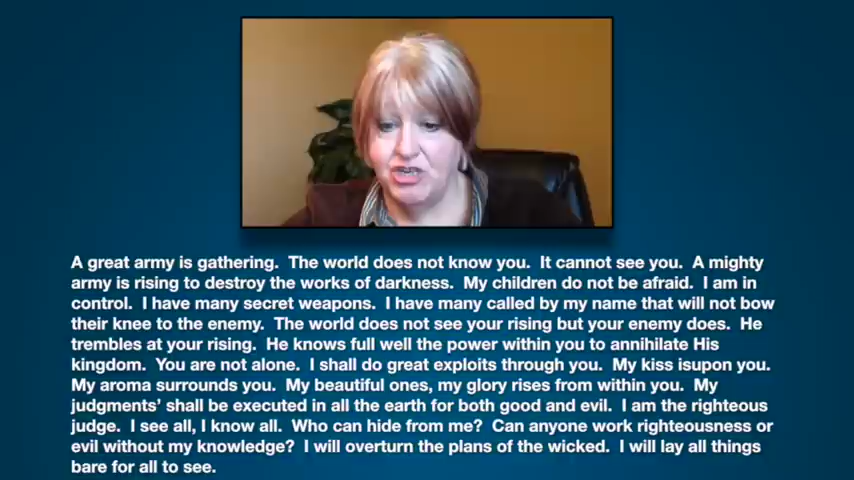 A great army is gathering. The world does not know you. It cannot see you. A mighty
army is rising to destroy the works of darkness. My children do not be afraid. I am in
control. I have many secret weapons. I have many called by my name that will not bow
their knee to the enemy. The world does not see your rising but your enemy does. He
trembles at your rising. He knows full well the power within you to annihilate His
kingdom. You are not alone. I shall do great exploits through you. My kiss isupon you.
My aroma surrounds you. My beautiful ones, my glory rises from within you. My
judgments' shall be executed in all the earth for both good and evil. I am the righteous
judge. I see all, I know all. Who can hide from me? Can anyone work righteousness or
evil without my knowledge? I will overturn the plans of the wicked. I will lay all things
bare for all to see.